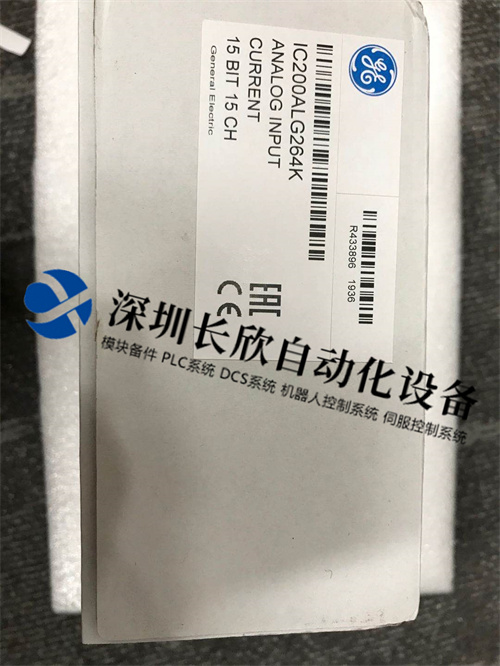 IC200ALG264K
ANALOG INPUT
CURRENT
15 BIT 15 CH
General Electric
GE
R433896 1936
EAC
CE
深圳长欣自动化设备
模块备件 PLC系统 DCS系统 机器人控制系统 伺服控制系统